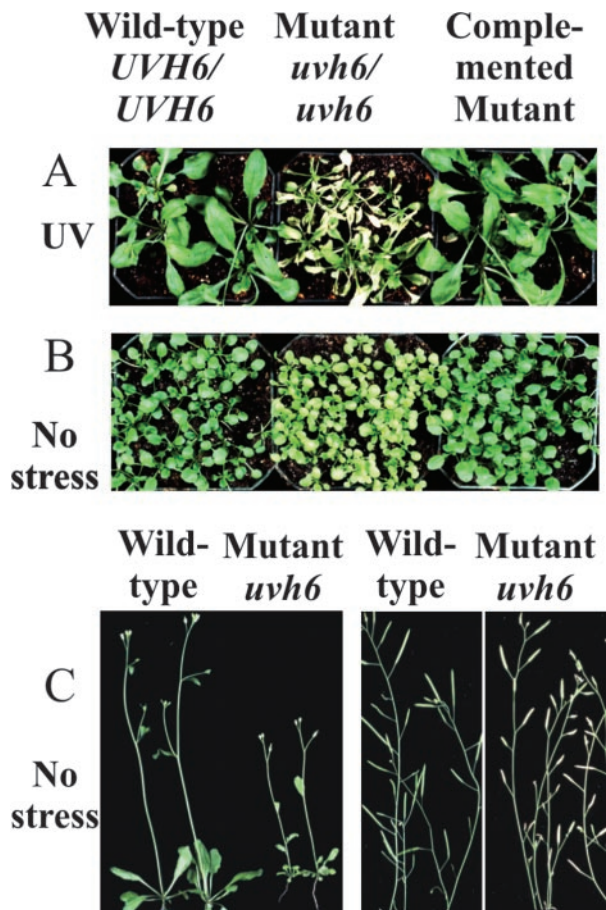 Wild-type Mutant Comple-
UVH6/ uvh6/ mented
UVH6 uvh6 Mutant
A
UV
B
No
stress
Wild- Mutant Wild- Mutant
type uvh6 type uvh6
C
No
stress